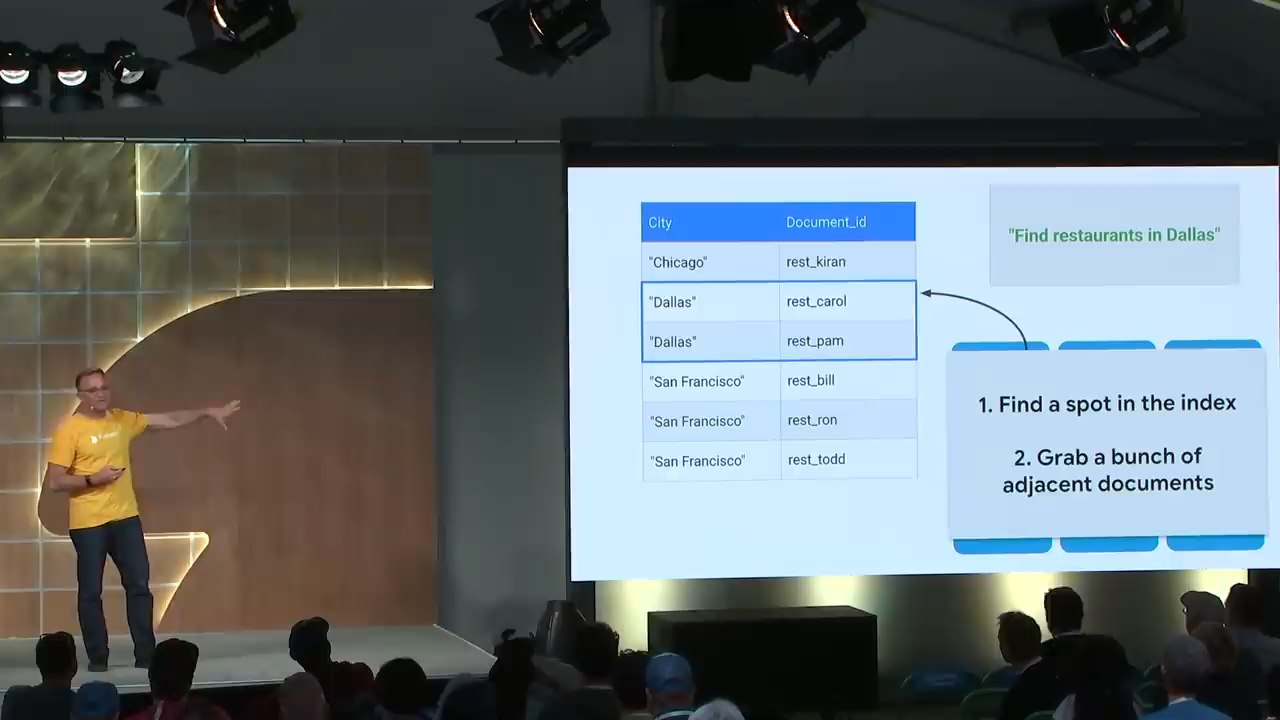 City Document_id
"Chicago" rest_kiran
"Dallas" rest_carol
"Dallas" rest_pam
"San Francisco" rest_bill
"San Francisco" rest_ron
"San Francisco" rest_todd
"Find restaurants in Dallas"
1. Find a spot in the index
2. Grab a bunch of
adjacent documents